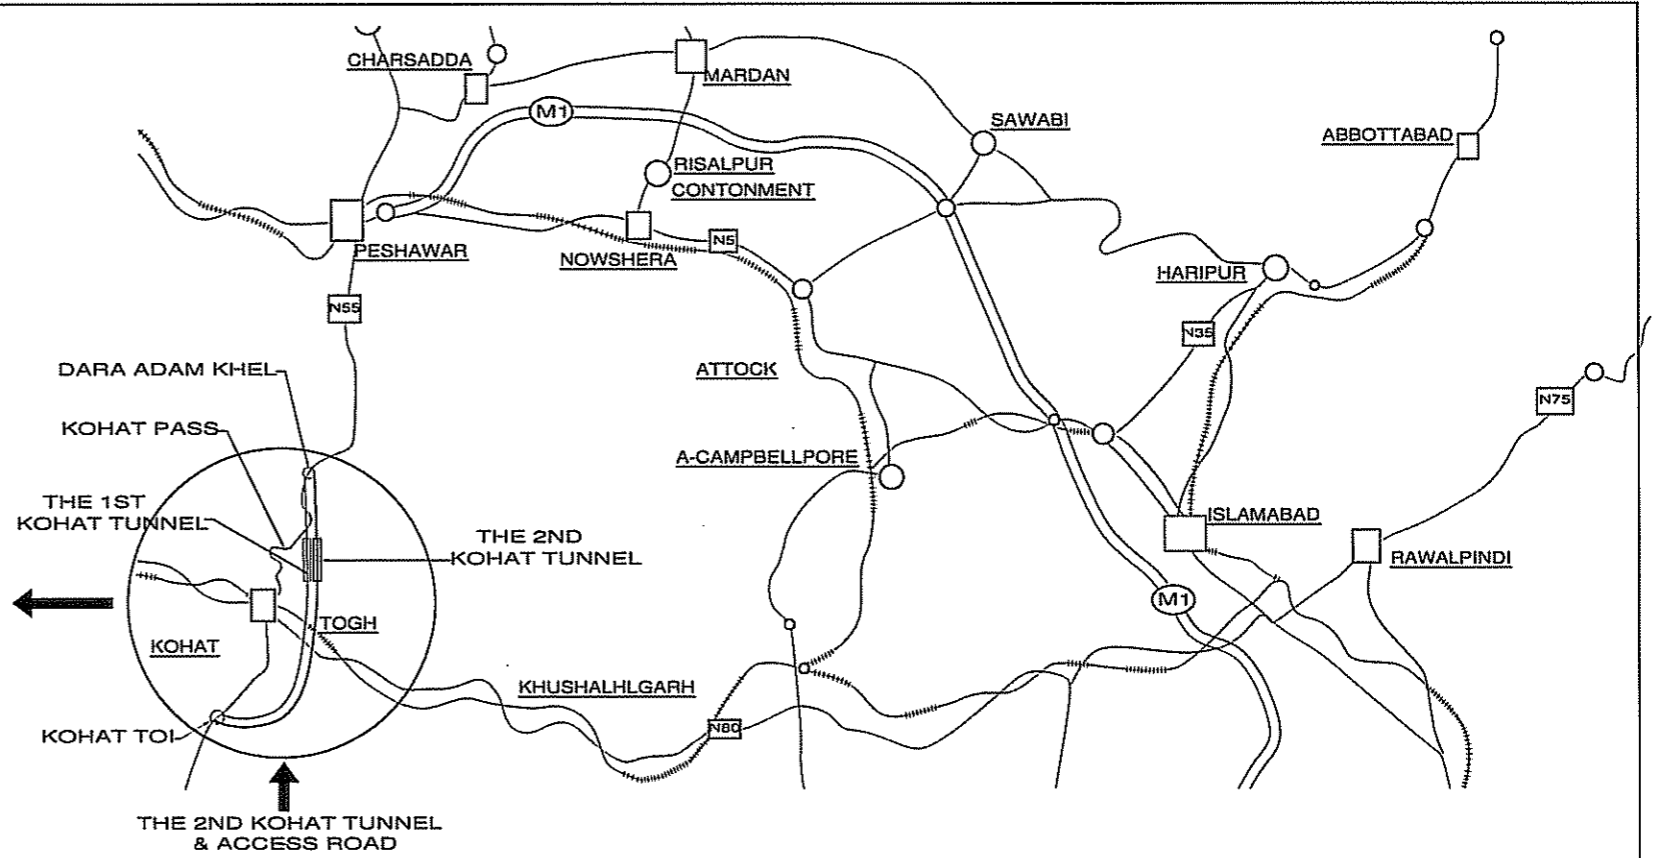 CHARSADDA
MARDAN
M1
SAWABI
ABBOTTABAD
RISALPUR
CONTONMENT
PESHAWAR
NOWSHERA
N5
HARIPUR
N55
N35
DARA ADAM KHEL
ATTOCK
N75
KOHAT PASS
A-CAMPBELLPORE
THE 1ST
KOHAT TUNNEL
THE 2ND
KOHAT TUNNEL
ISLAMABAD
RAWALPINDI
M1
TOGH
KOHAT
KHUSHALHLGARH
N80
KOHAT TOI
THE 2ND KOHAT TUNNEL
& ACCESS ROAD